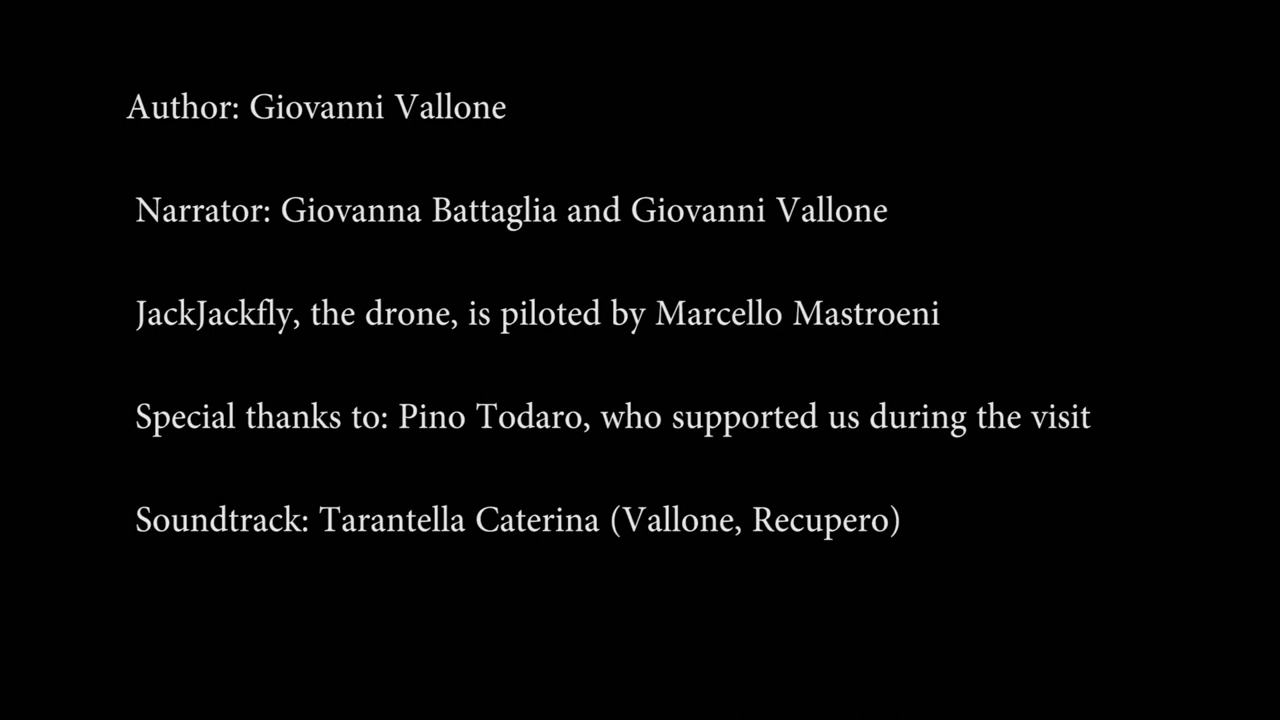 Author: Giovanni Vallone
Narrator: Giovanna Battaglia and Giovanni Vallone
JackJackfly, the drone, is piloted by Marcello Mastroeni
Special thanks to: Pino Todaro, who supported us during the visit
Soundtrack: Tarantella Caterina (Vallone, Recupero)